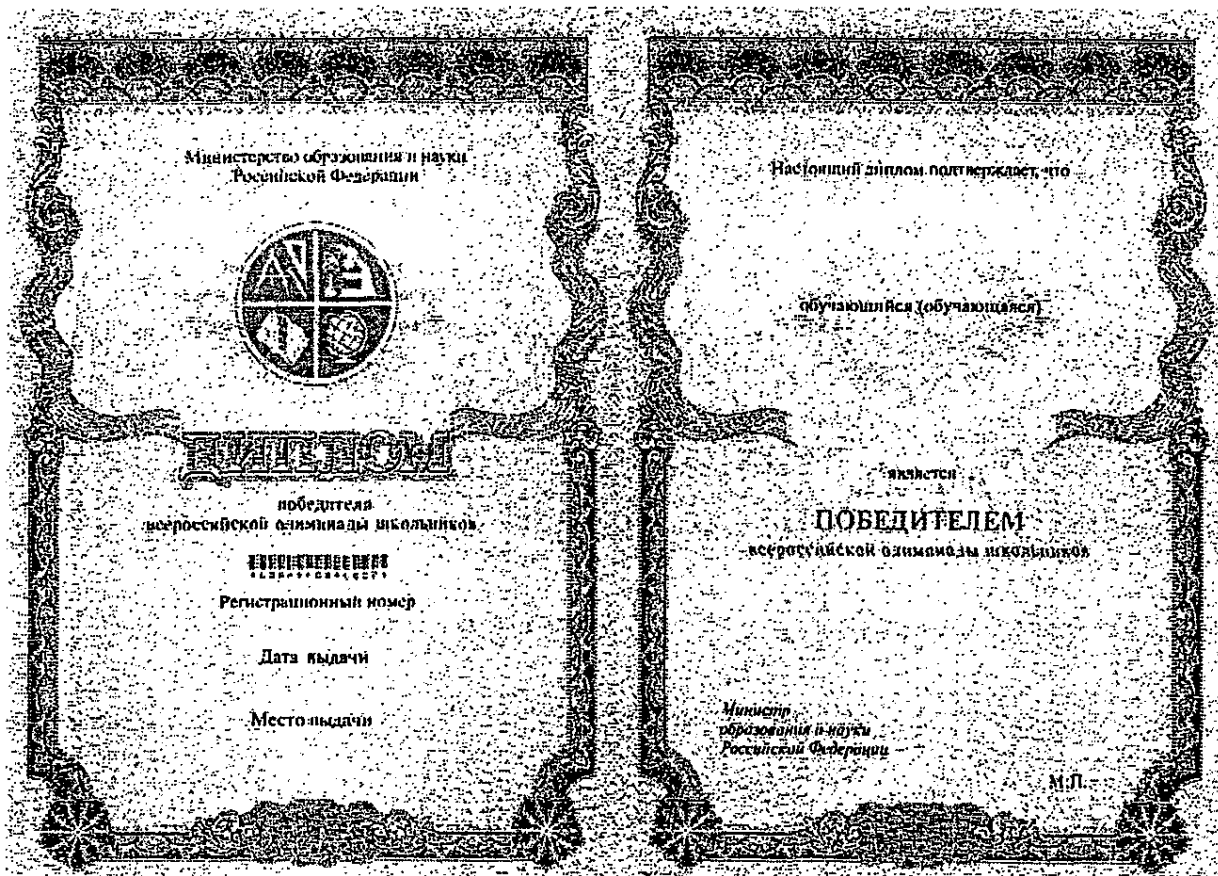 Министерство образования и науки
Российской Федерации
ДИПЛОМ
победителя
всероссийской олимпиады школьников
Регистрационный номер
Дата выдачи
Место выдачи
Настоящий диплом подтверждает, что
обучающийся (обучающаяся)
является
ПОБЕДИТЕЛЕМ
всероссийской олимпиады школьников
Министр
образования и науки
Российской Федерации
М.П.